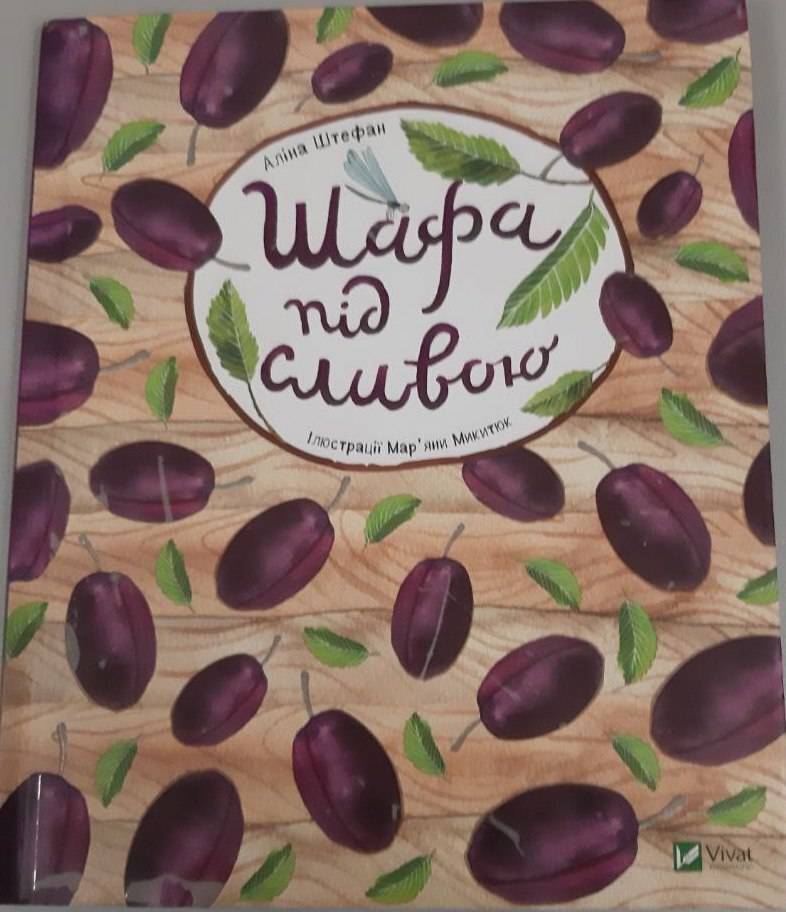 Аліна Штефан
Шафа
під
сливою
Ілюстрації Мар'яни Микитюк
Vivat